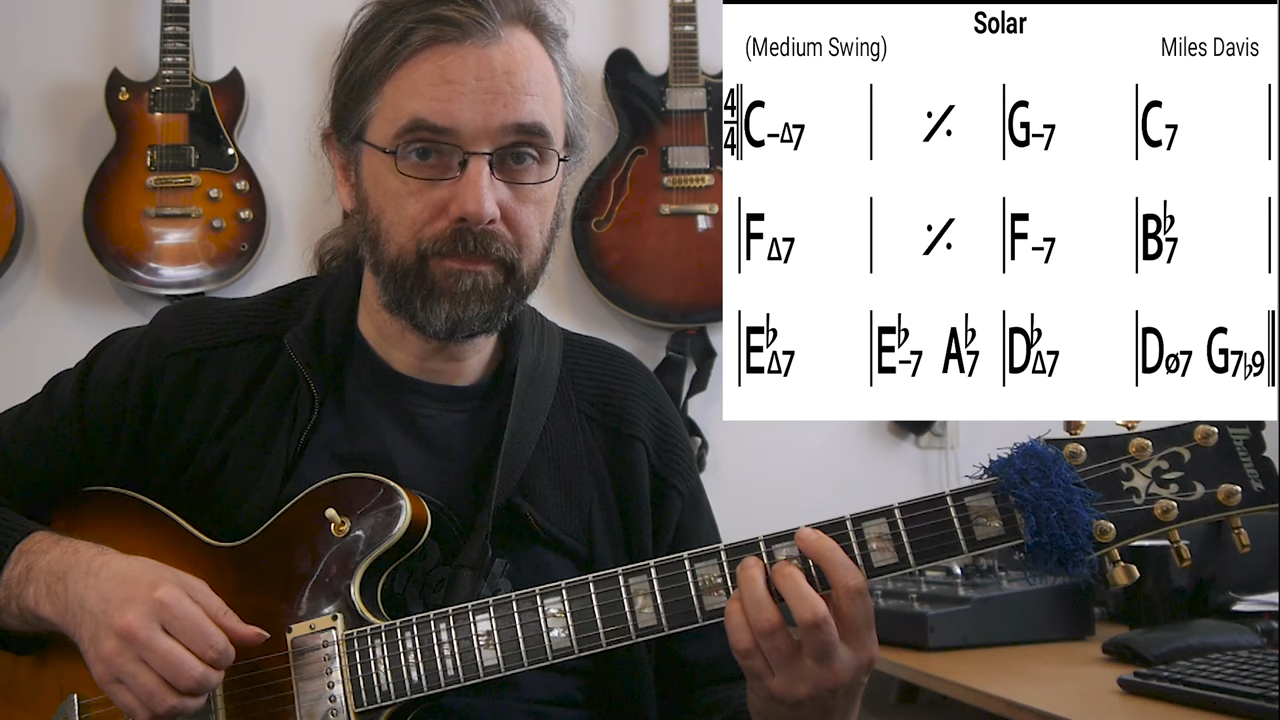 Solar
(Medium Swing) Miles Davis
4/4 C–Δ7 | 𝄎 | G–7 | C7
FΔ7 | 𝄎 | F–7 | B♭7
E♭Δ7 | E♭–7 A♭7 | D♭Δ7 | Dø7 G7♭9
Ibanez